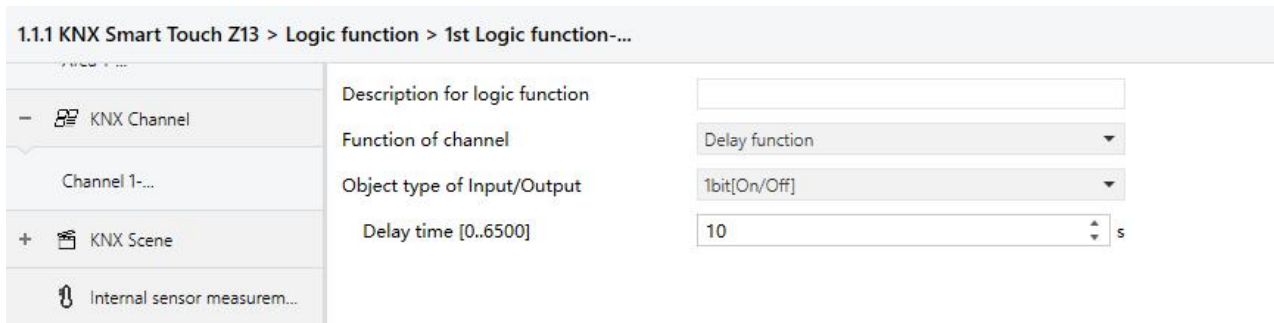 1.1.1 KNX Smart Touch Z13 > Logic function > 1st Logic function-...
KNX Channel
Channel 1-...
KNX Scene
Internal sensor measurem...
Description for logic function
Function of channel Delay function
Object type of Input/Output 1bit[On/Off]
Delay time [0..6500] 10 s